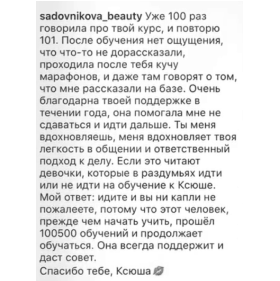 sadovnikova_beauty Уже 100 раз
говорила про твой курс, и повторю
101. После обучения нет ощущения,
что что-то не дорассказали,
проходила после тебя кучу
марафонов, и даже там говорят о том,
что мне рассказали на базе. Очень
благодарна твоей поддержке в
течении года, она помогала мне не
сдаваться и идти дальше. Ты меня
вдохновляешь, меня вдохновляет твоя
легкость в общении и ответственный
подход к делу. Если это читают
девочки, которые в раздумьях идти
или не идти на обучение к Ксюше.
Мой ответ: идите и вы ни капли не
пожалеете, потому что этот человек,
прежде чем начать учить, прошёл
100500 обучений и продолжает
обучаться. Она всегда поддержит и
даст совет.
Спасибо тебе, Ксюша